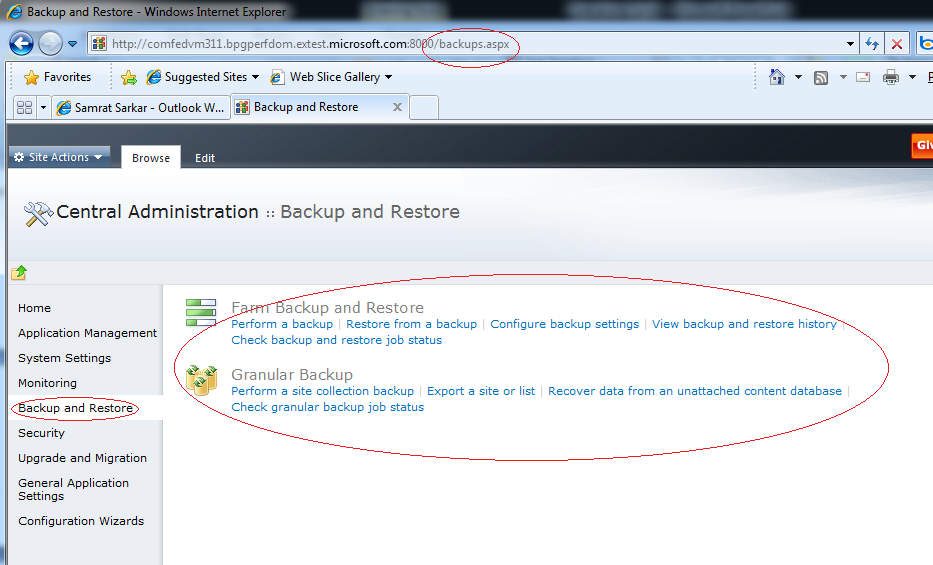 Backup and Restore - Windows Internet Explorer
http://comfedvm311.bpgperfdom.extest.microsoft.com:8000/backups.aspx
Favorites Suggested Sites Web Slice Gallery
Samrat Sarkar - Outlook W... Backup and Restore
Site Actions Browse Edit
Central Administration :: Backup and Restore
Home
Application Management
System Settings
Monitoring
Backup and Restore
Security
Upgrade and Migration
General Application
Settings
Configuration Wizards
Farm Backup and Restore
Perform a backup | Restore from a backup | Configure backup settings | View backup and restore history |
Check backup and restore job status
Granular Backup
Perform a site collection backup | Export a site or list | Recover data from an unattached content database |
Check granular backup job status